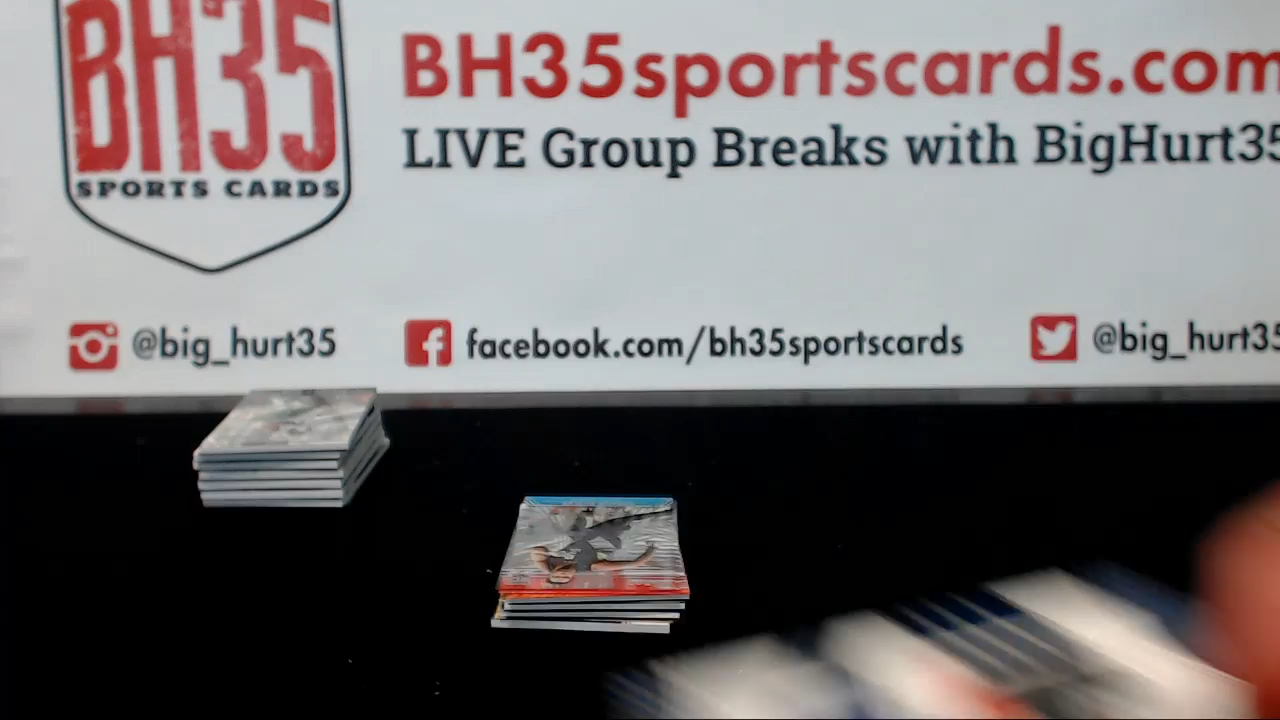 BH35
SPORTS CARDS
BH35sportscards.com
LIVE Group Breaks with BigHurt35
@big_hurt35
facebook.com/bh35sportscards
@big_hurt35